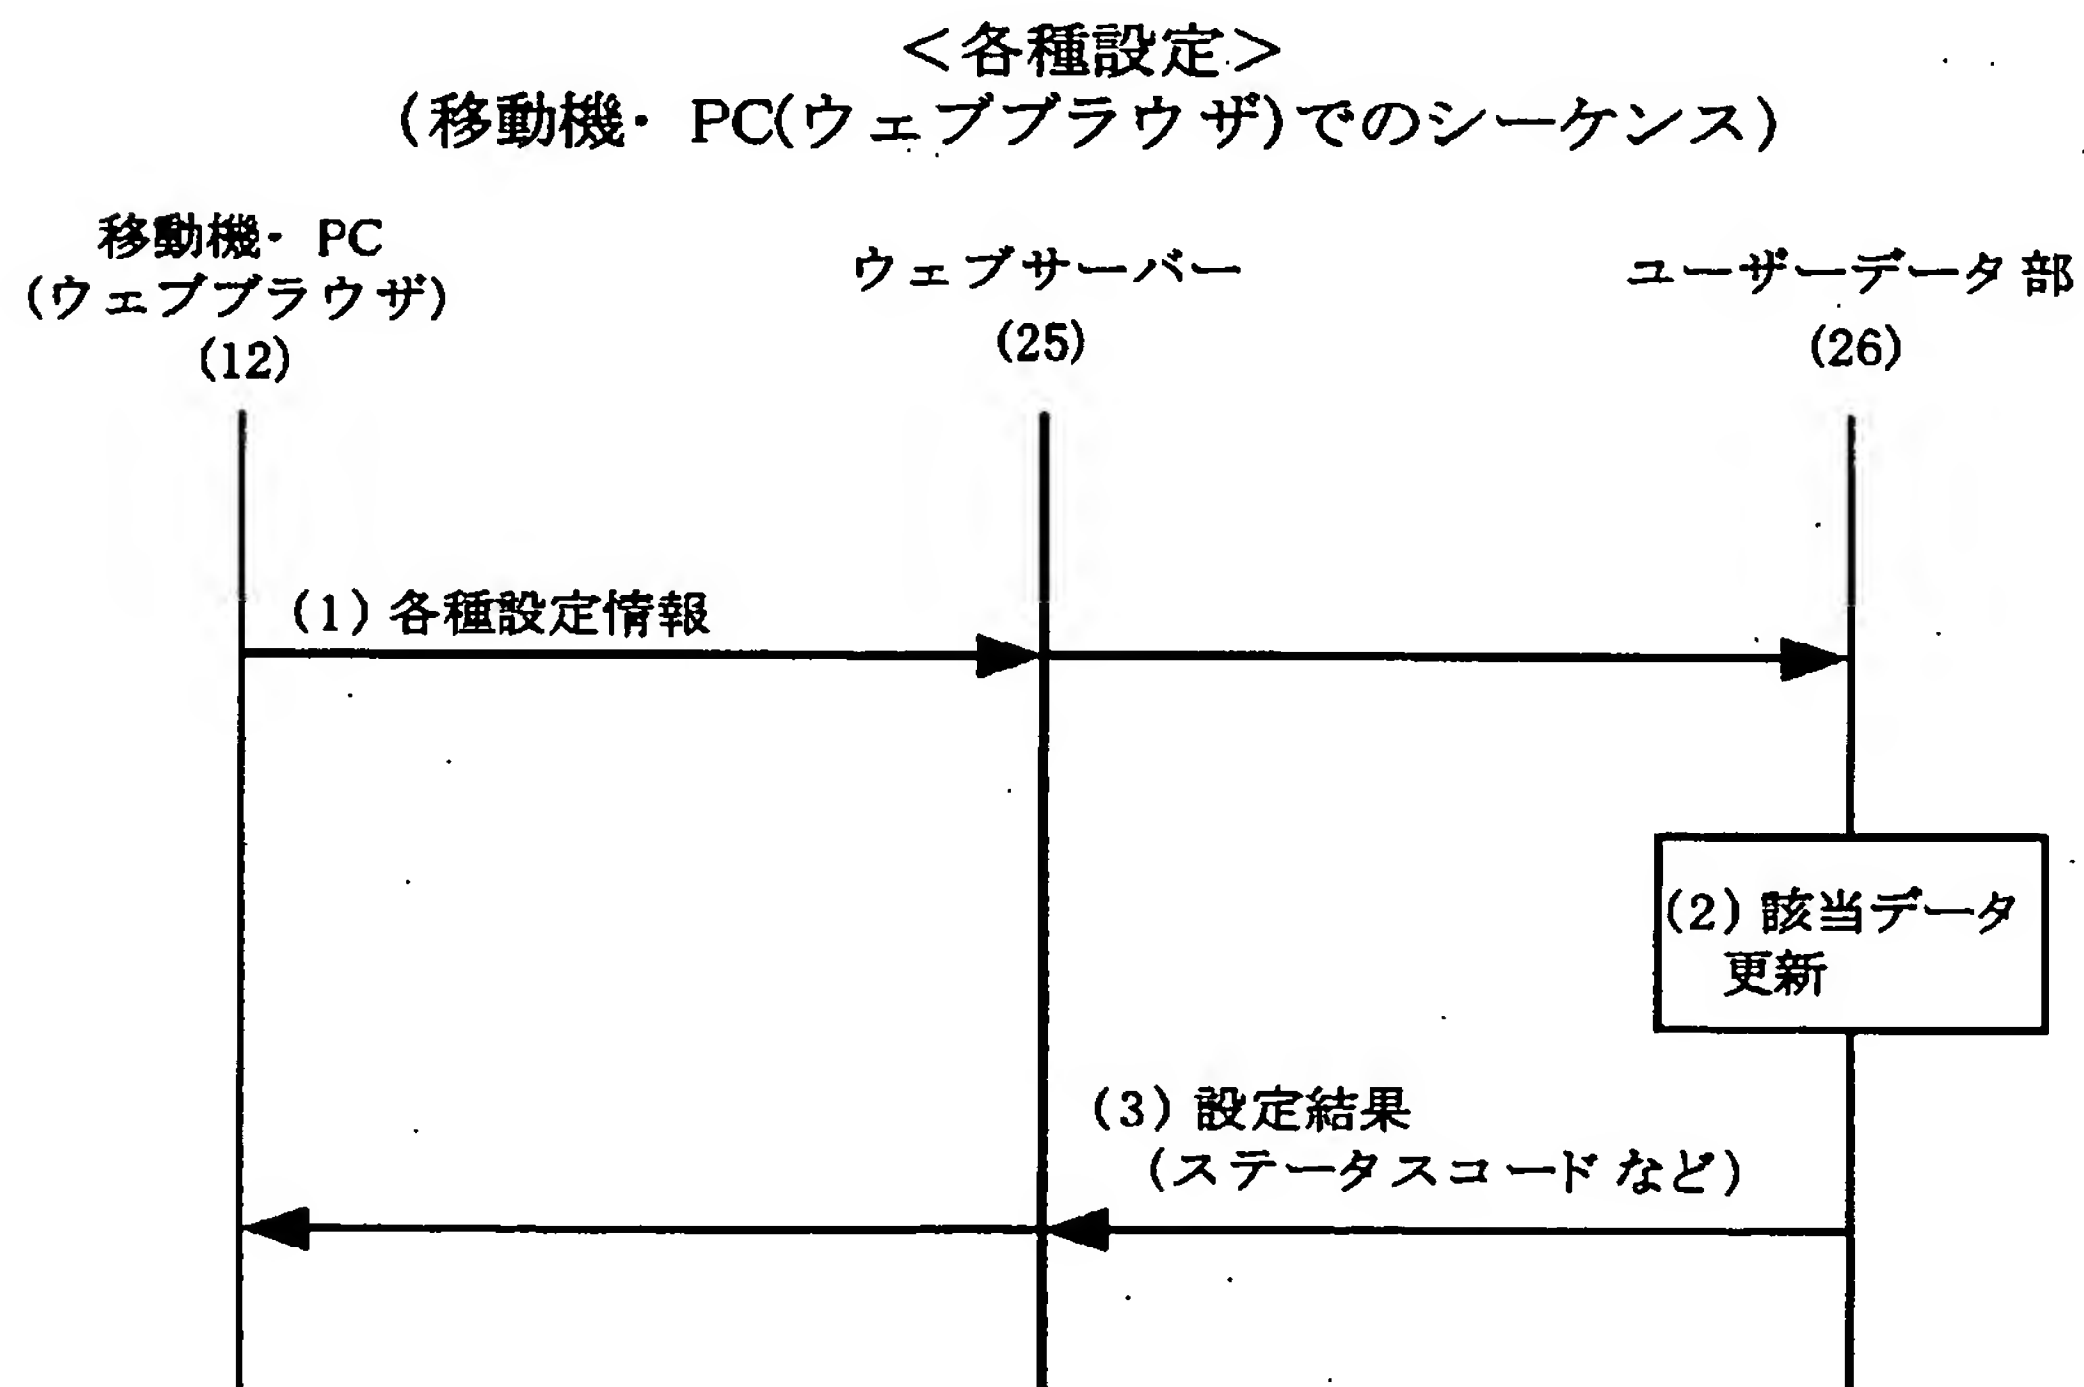 ＜各種設定＞
(移動機・PC(ウェブブラウザ)でのシーケンス)
移動機・PC
(ウェブブラウザ)
(12)
ウェブサーバー
(25)
ユーザーデータ部
(26)
(1) 各種設定情報
(2) 該当データ
更新
(3) 設定結果
(ステータスコードなど)